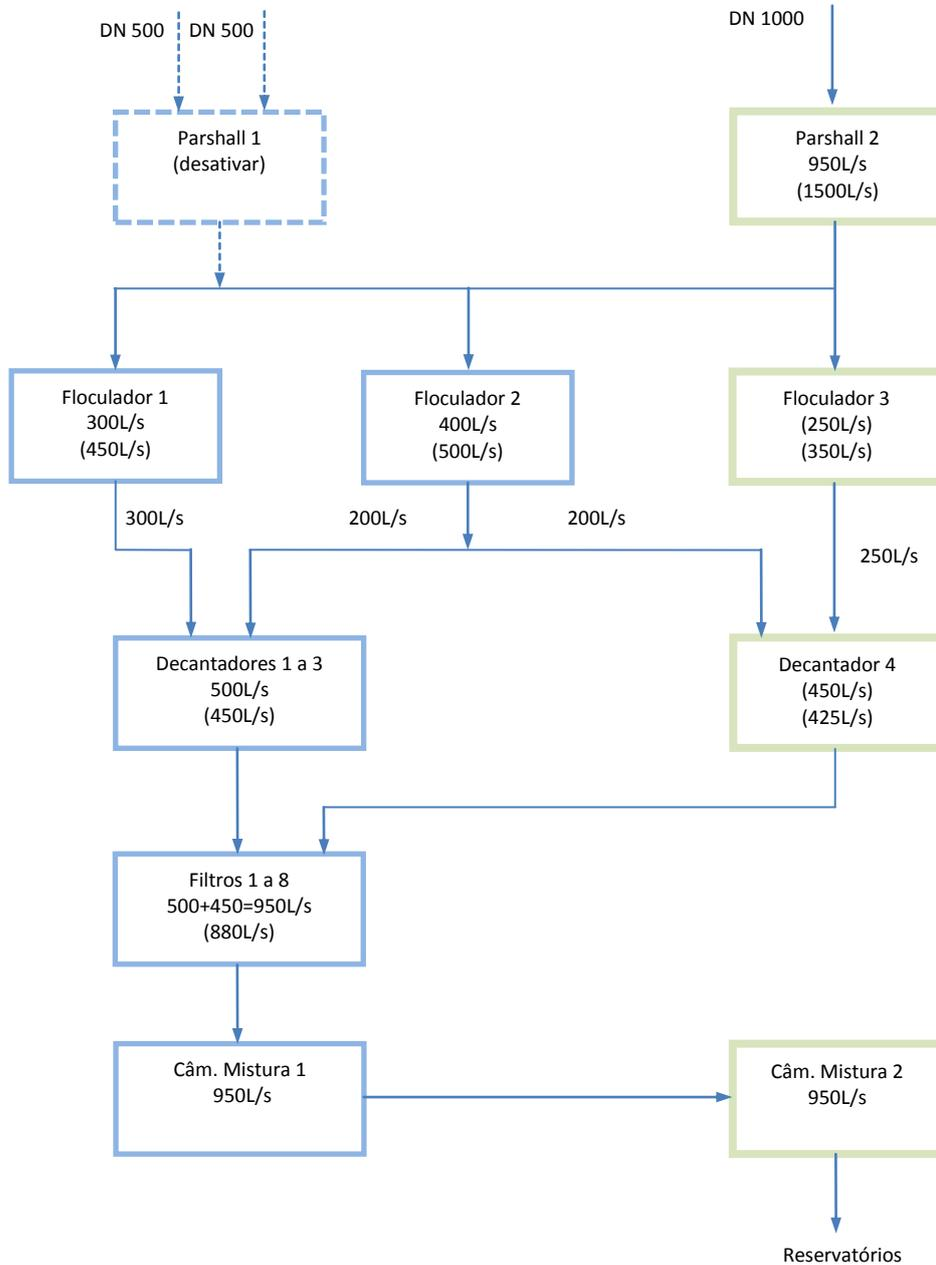 DN 500 DN 500
DN 1000
Parshall 1
(desativar)
Parshall 2
950L/s
(1500L/s)
Floculador 1
300L/s
(450L/s)
Floculador 2
400L/s
(500L/s)
Floculador 3
(250L/s)
(350L/s)
300L/s
200L/s
200L/s
250L/s
Decantadores 1 a 3
500L/s
(450L/s)
Decantador 4
(450L/s)
(425L/s)
Filtros 1 a 8
500+450=950L/s
(880L/s)
Câm. Mistura 1
950L/s
Câm. Mistura 2
950L/s
Reservatórios